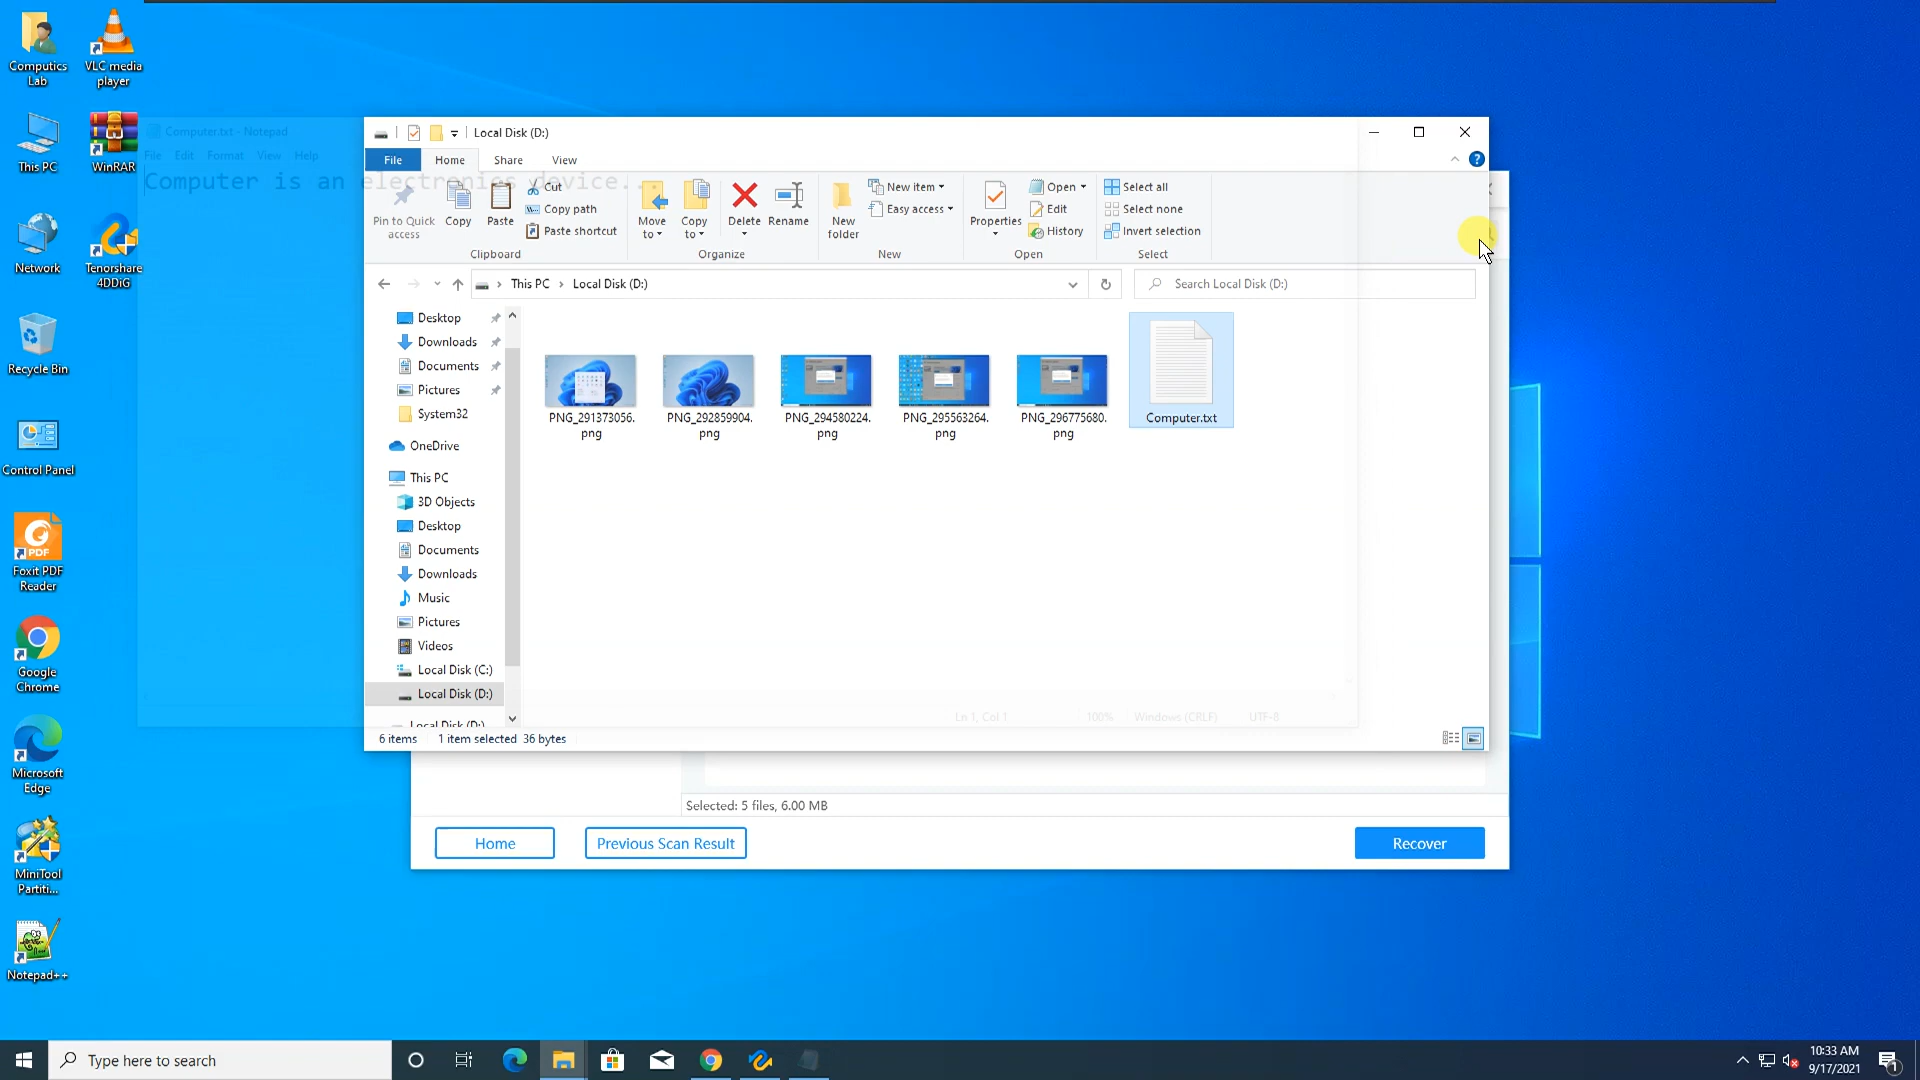 Computics
Lab
VLC media
player
This PC
WinRAR
Network
Tenorshare
4DDiG
Recycle Bin
Control Panel
PDF
Foxit PDF
Reader
Google
Chrome
Microsoft
Edge
MiniTool
Partiti...
Notepad++
Computer.txt - Notepad
File Edit Format View Help
Computer is an electronics device..
Local Disk (D:)
File Home Share View
Pin to Quick
access
Copy
Paste
Cut
Copy path
Paste shortcut
Clipboard
Move
to
Copy
to
Delete
Rename
Organize
New
folder
New item
Easy access
New
Properties
Open
Edit
History
Open
Select all
Select none
Invert selection
Select
This PC > Local Disk (D:)
Search Local Disk (D:)
Desktop
Downloads
Documents
Pictures
System32
OneDrive
This PC
3D Objects
Desktop
Documents
Downloads
Music
Pictures
Videos
Local Disk (C:)
Local Disk (D:)
Local Disk (D:)
PNG_291373056.
png
PNG_292859904.
png
PNG_294580224.
png
PNG_295563264.
png
PNG_296775680.
png
Computer.txt
Ln 1, Col 1 100% Windows (CRLF) UTF-8
6 items 1 item selected 36 bytes
Selected: 5 files, 6.00 MB
Home
Previous Scan Result
Recover
Type here to search
10:33 AM
9/17/2021
1